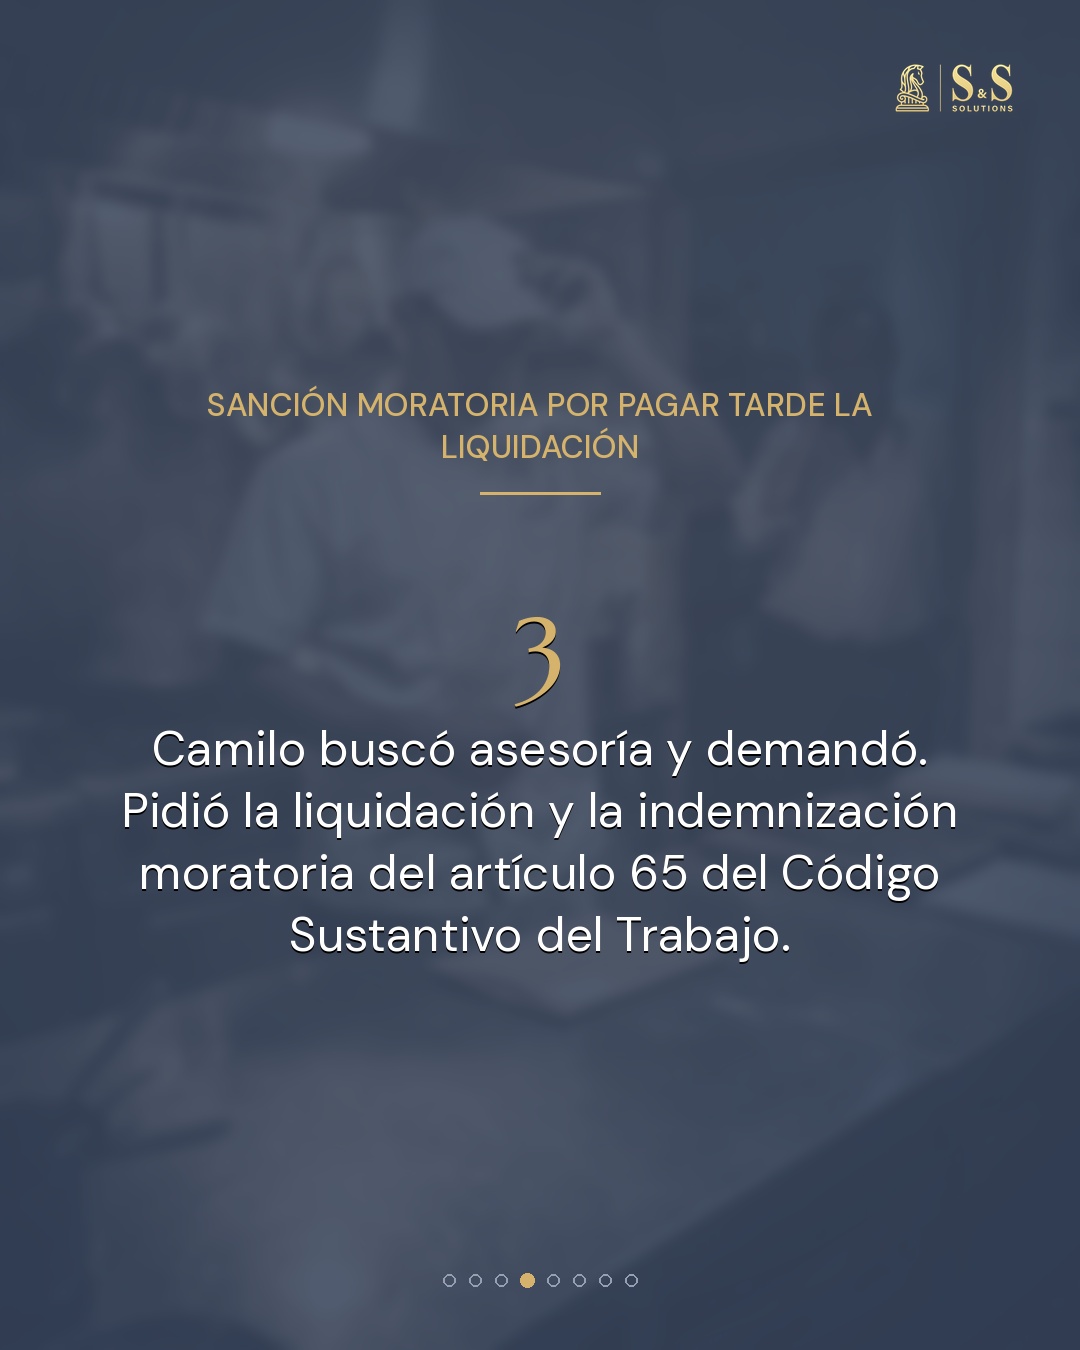 S&S
SOLUTIONS
SANCIÓN MORATORIA POR PAGAR TARDE LA
LIQUIDACIÓN
3
Camilo buscó asesoría y demandó.
Pidió la liquidación y la indemnización
moratoria del artículo 65 del Código
Sustantivo del Trabajo.